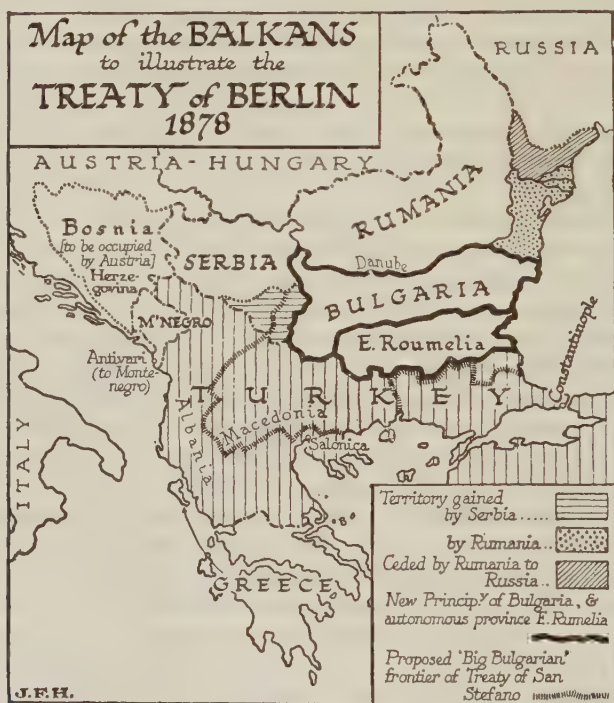 Map of the BALKANS
to illustrate the
TREATY of BERLIN
1878
RUSSIA
AUSTRIA-HUNGARY
RUMANIA
Bosnia
[to be occupied
by Austria]
Herze-
govina
SERBIA
Danube
BULGARIA
M'NEGRO
E. Roumelia
Antivari
(to Monte-
negro)
Constantinople
TURKEY
Albania
Macedonia
Salonica
ITALY
GREECE
Territory gained
by Serbia.....
by Rumania...
Ceded by Rumania to
Russia..
New Princip.y of Bulgaria, &
autonomous province E. Rumelia
Proposed 'Big Bulgarian'
frontier of Treaty of San
Stefano
J.F.H.